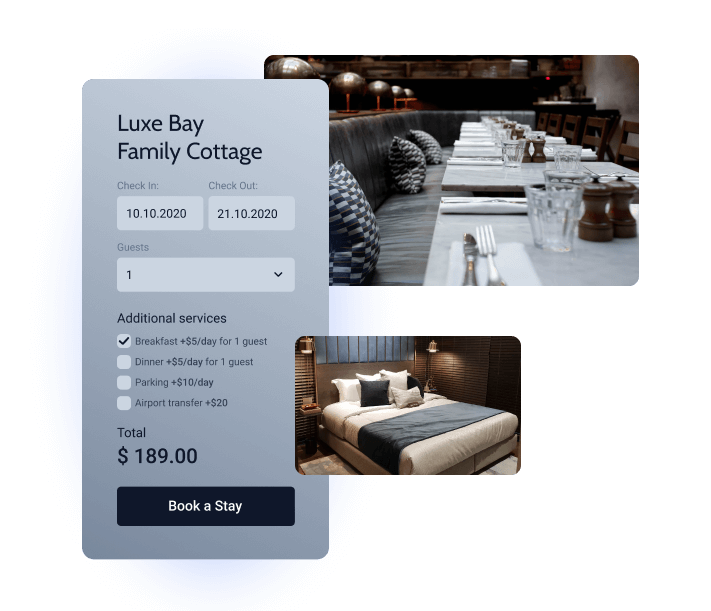 Luxe Bay
Family Cottage
Check In:
Check Out:
10.10.2020
21.10.2020
Guests
1
Additional services
Breakfast +$5/day for 1 guest
Dinner +$5/day for 1 guest
Parking +$10/day
Airport transfer +$20
Total
$ 189.00
Book a Stay